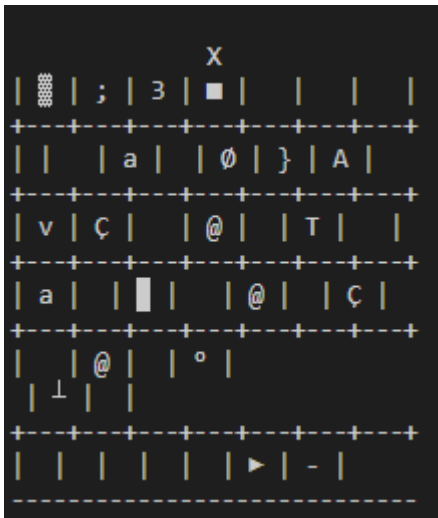 X
| ▓ | ; | 3 | ■ |   |   |   |
+---+---+---+---+---+---+---+
| |   | a |   | Ø | } | A |
+---+---+---+---+---+---+---+
| v | Ç |   | @ |   | T |   |
+---+---+---+---+---+---+---+
| a |   | █ |   | @ |   | Ç |
+---+---+---+---+---+---+---+
|   | @ |   | º |
| ┴ |   |
+---+---+---+---+---+---+---+
|   |   |   |   |   | ► | - |
-----------------------------